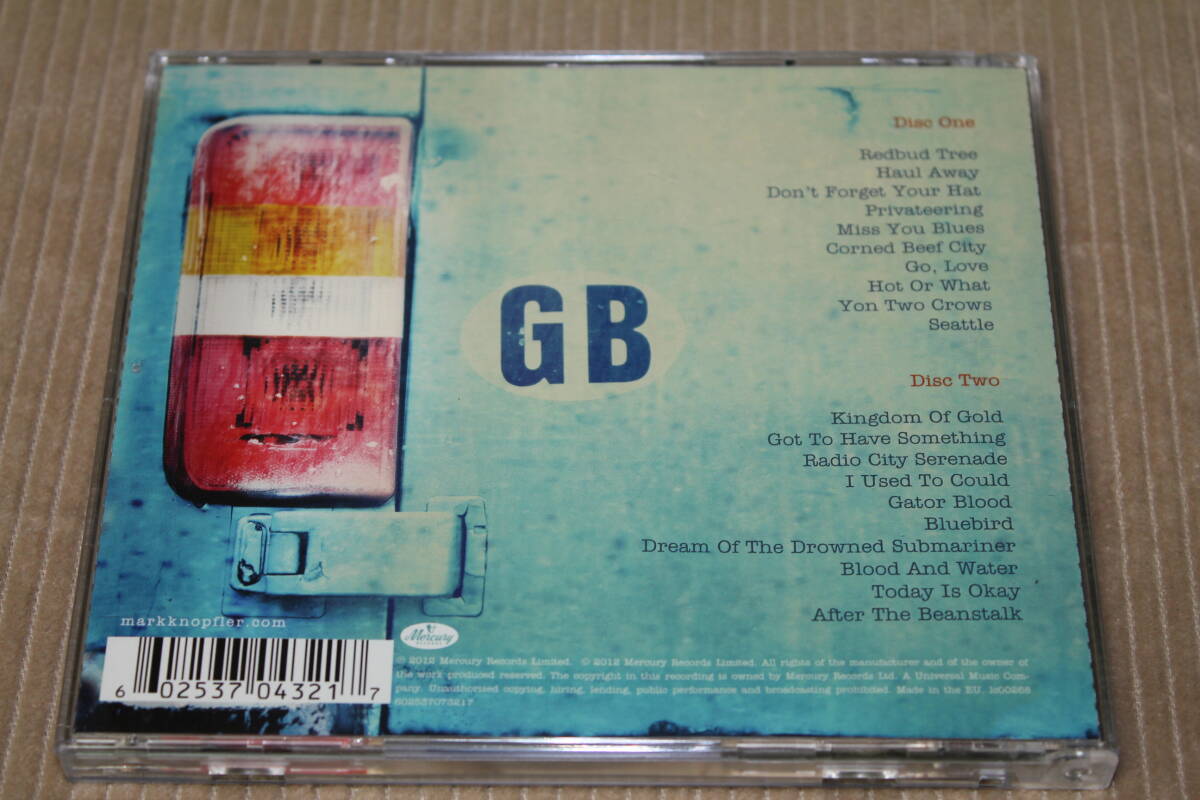 GB
Disc One
Redbud Tree
Haul Away
Don't Forget Your Hat
Privateering
Miss You Blues
Corned Beef City
Go, Love
Hot Or What
Yon Two Crows
Seattle
Disc Two
Kingdom Of Gold
Got To Have Something
Radio City Serenade
I Used To Could
Gator Blood
Bluebird
Dream Of The Drowned Submariner
Blood And Water
Today Is Okay
After The Beanstalk
markknopfler.com
6 02537 04321 7
Mercury
RECORDS
℗ 2012 Mercury Records Limited. © 2012 Mercury Records Limited. All rights of the manufacturer and of the owner of
the work produced reserved. The copyright in this recording is owned by Mercury Records Ltd. A Universal Music Com-
pany. Unauthorised copying, hiring, lending, public performance and broadcasting prohibited. Made in the EU.